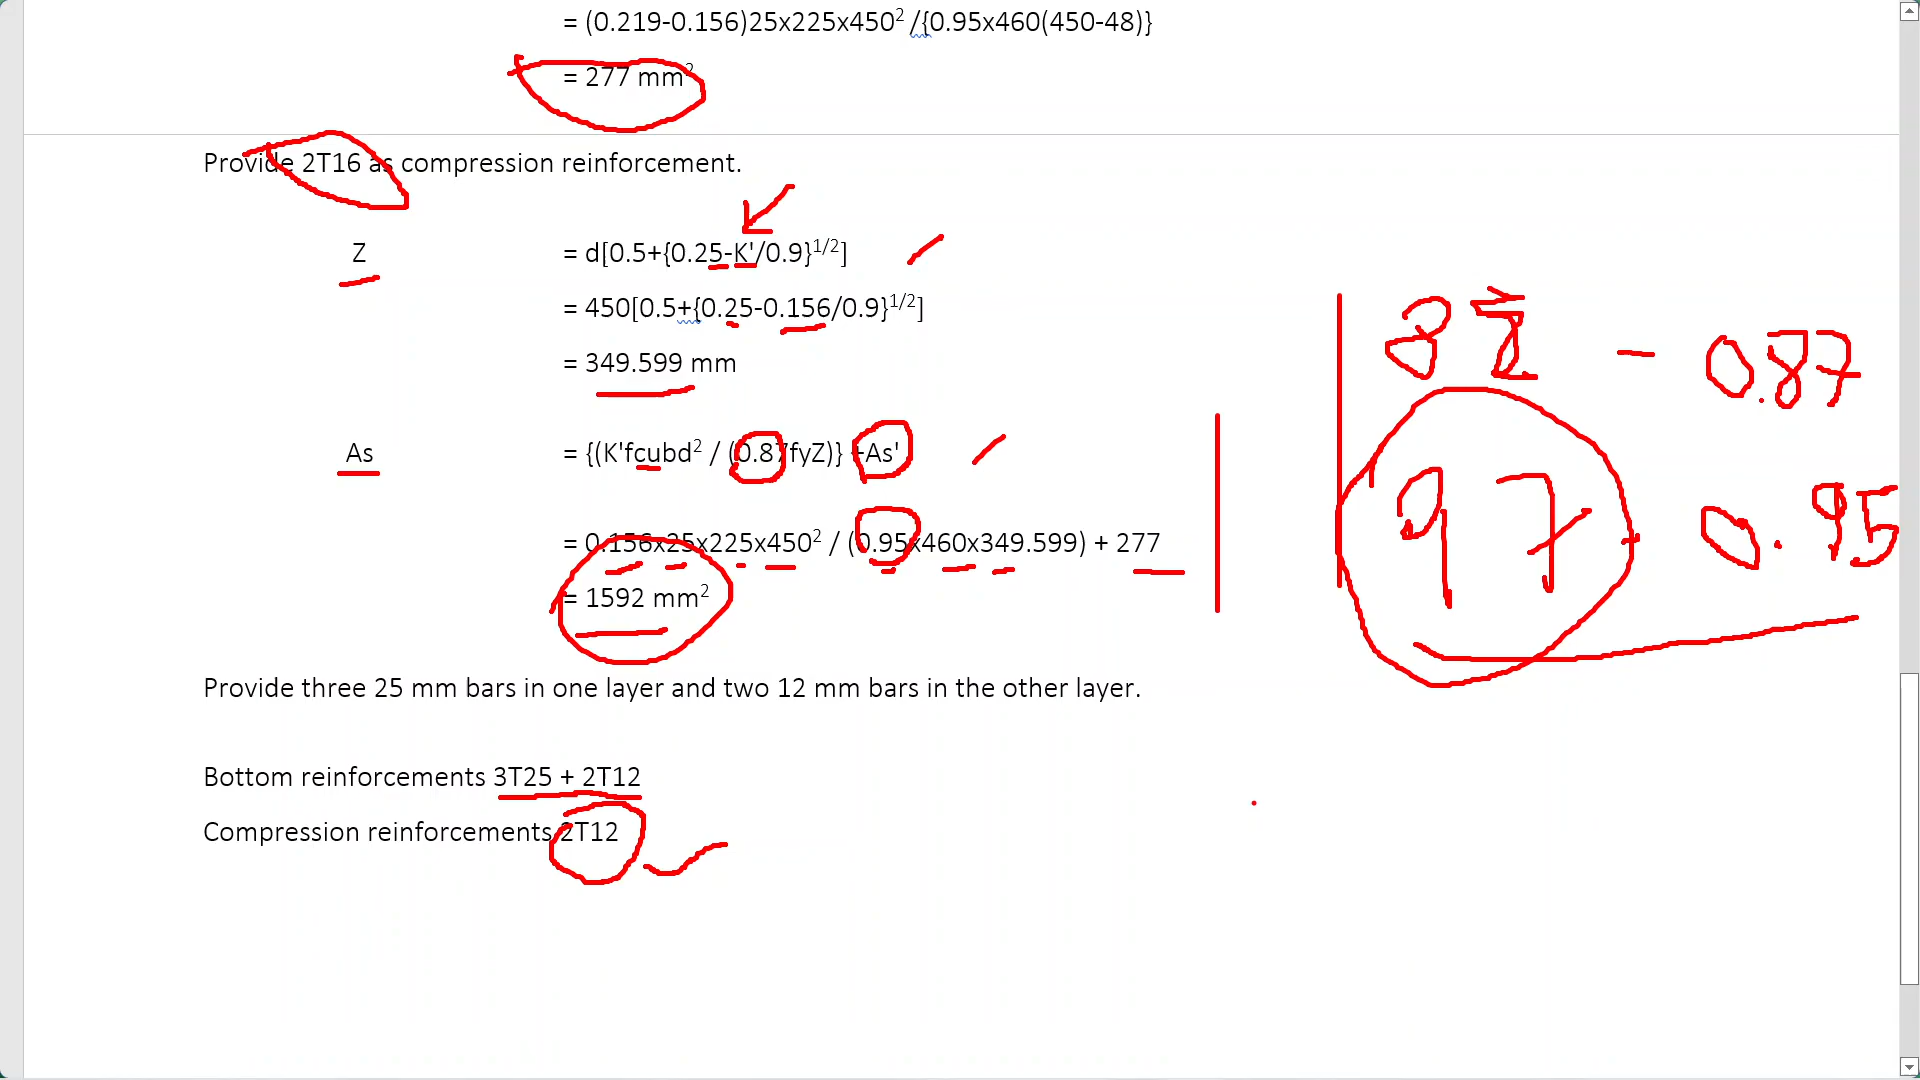 = (0.219-0.156)25x225x450² /{0.95x460(450-48)}
= 277 mm²
Provide 2T16 as compression reinforcement.
Z = d[0.5+{0.25-K'/0.9}^1/2]
= 450[0.5+{0.25-0.156/0.9}^1/2]
= 349.599 mm
As = {(K'fcubd² / (0.87fyZ)} +As'
= 0.156x25x225x450² / (0.95x460x349.599) + 277
= 1592 mm²
Provide three 25 mm bars in one layer and two 12 mm bars in the other layer.
Bottom reinforcements 3T25 + 2T12
Compression reinforcements 2T12
- 0.87
97 0.95